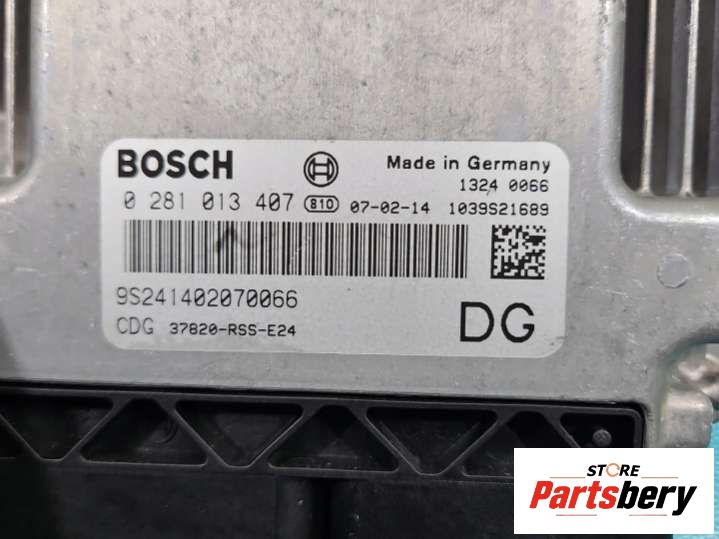 BOSCH Made in Germany
1324 0066
0 281 013 407 810 07-02-14 1039S21689
9S241402070066
CDG 37820-RSS-E24
DG
STORE
Partsbery